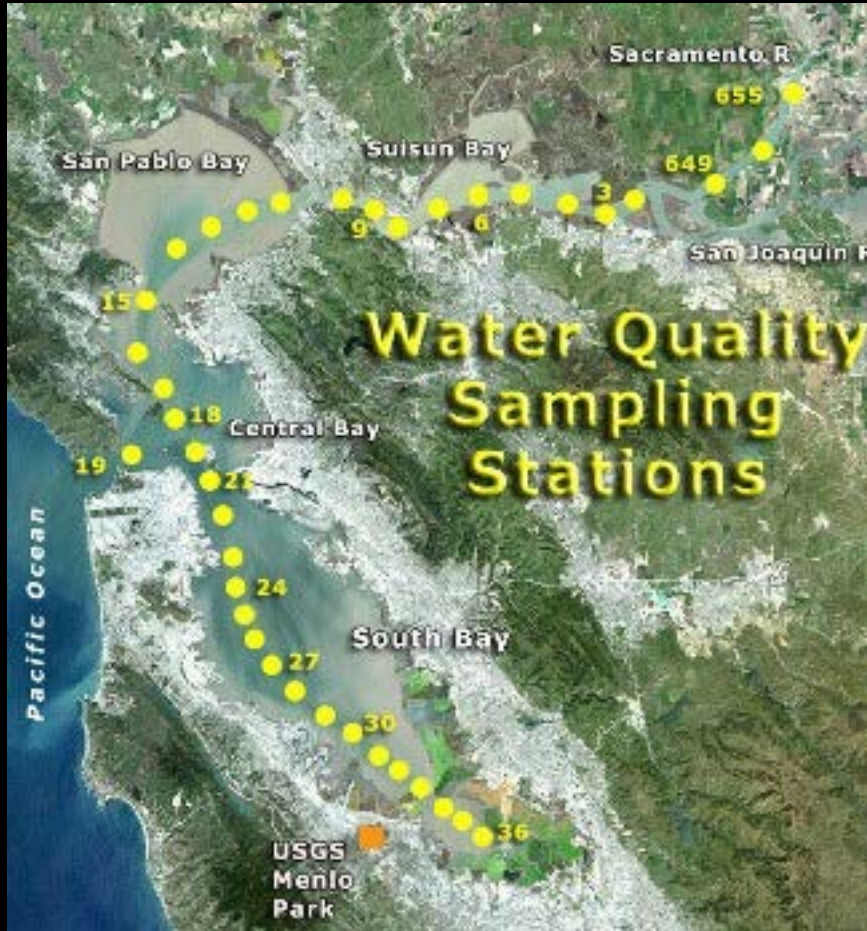 Sacramento R
655
San Pablo Bay
Suisun Bay
649
3
9
6
San Joaquin R
15
Water Quality
Sampling
Stations
18
Central Bay
19
Pacific Ocean
24
South Bay
27
30
36
USGS
Menlo
Park